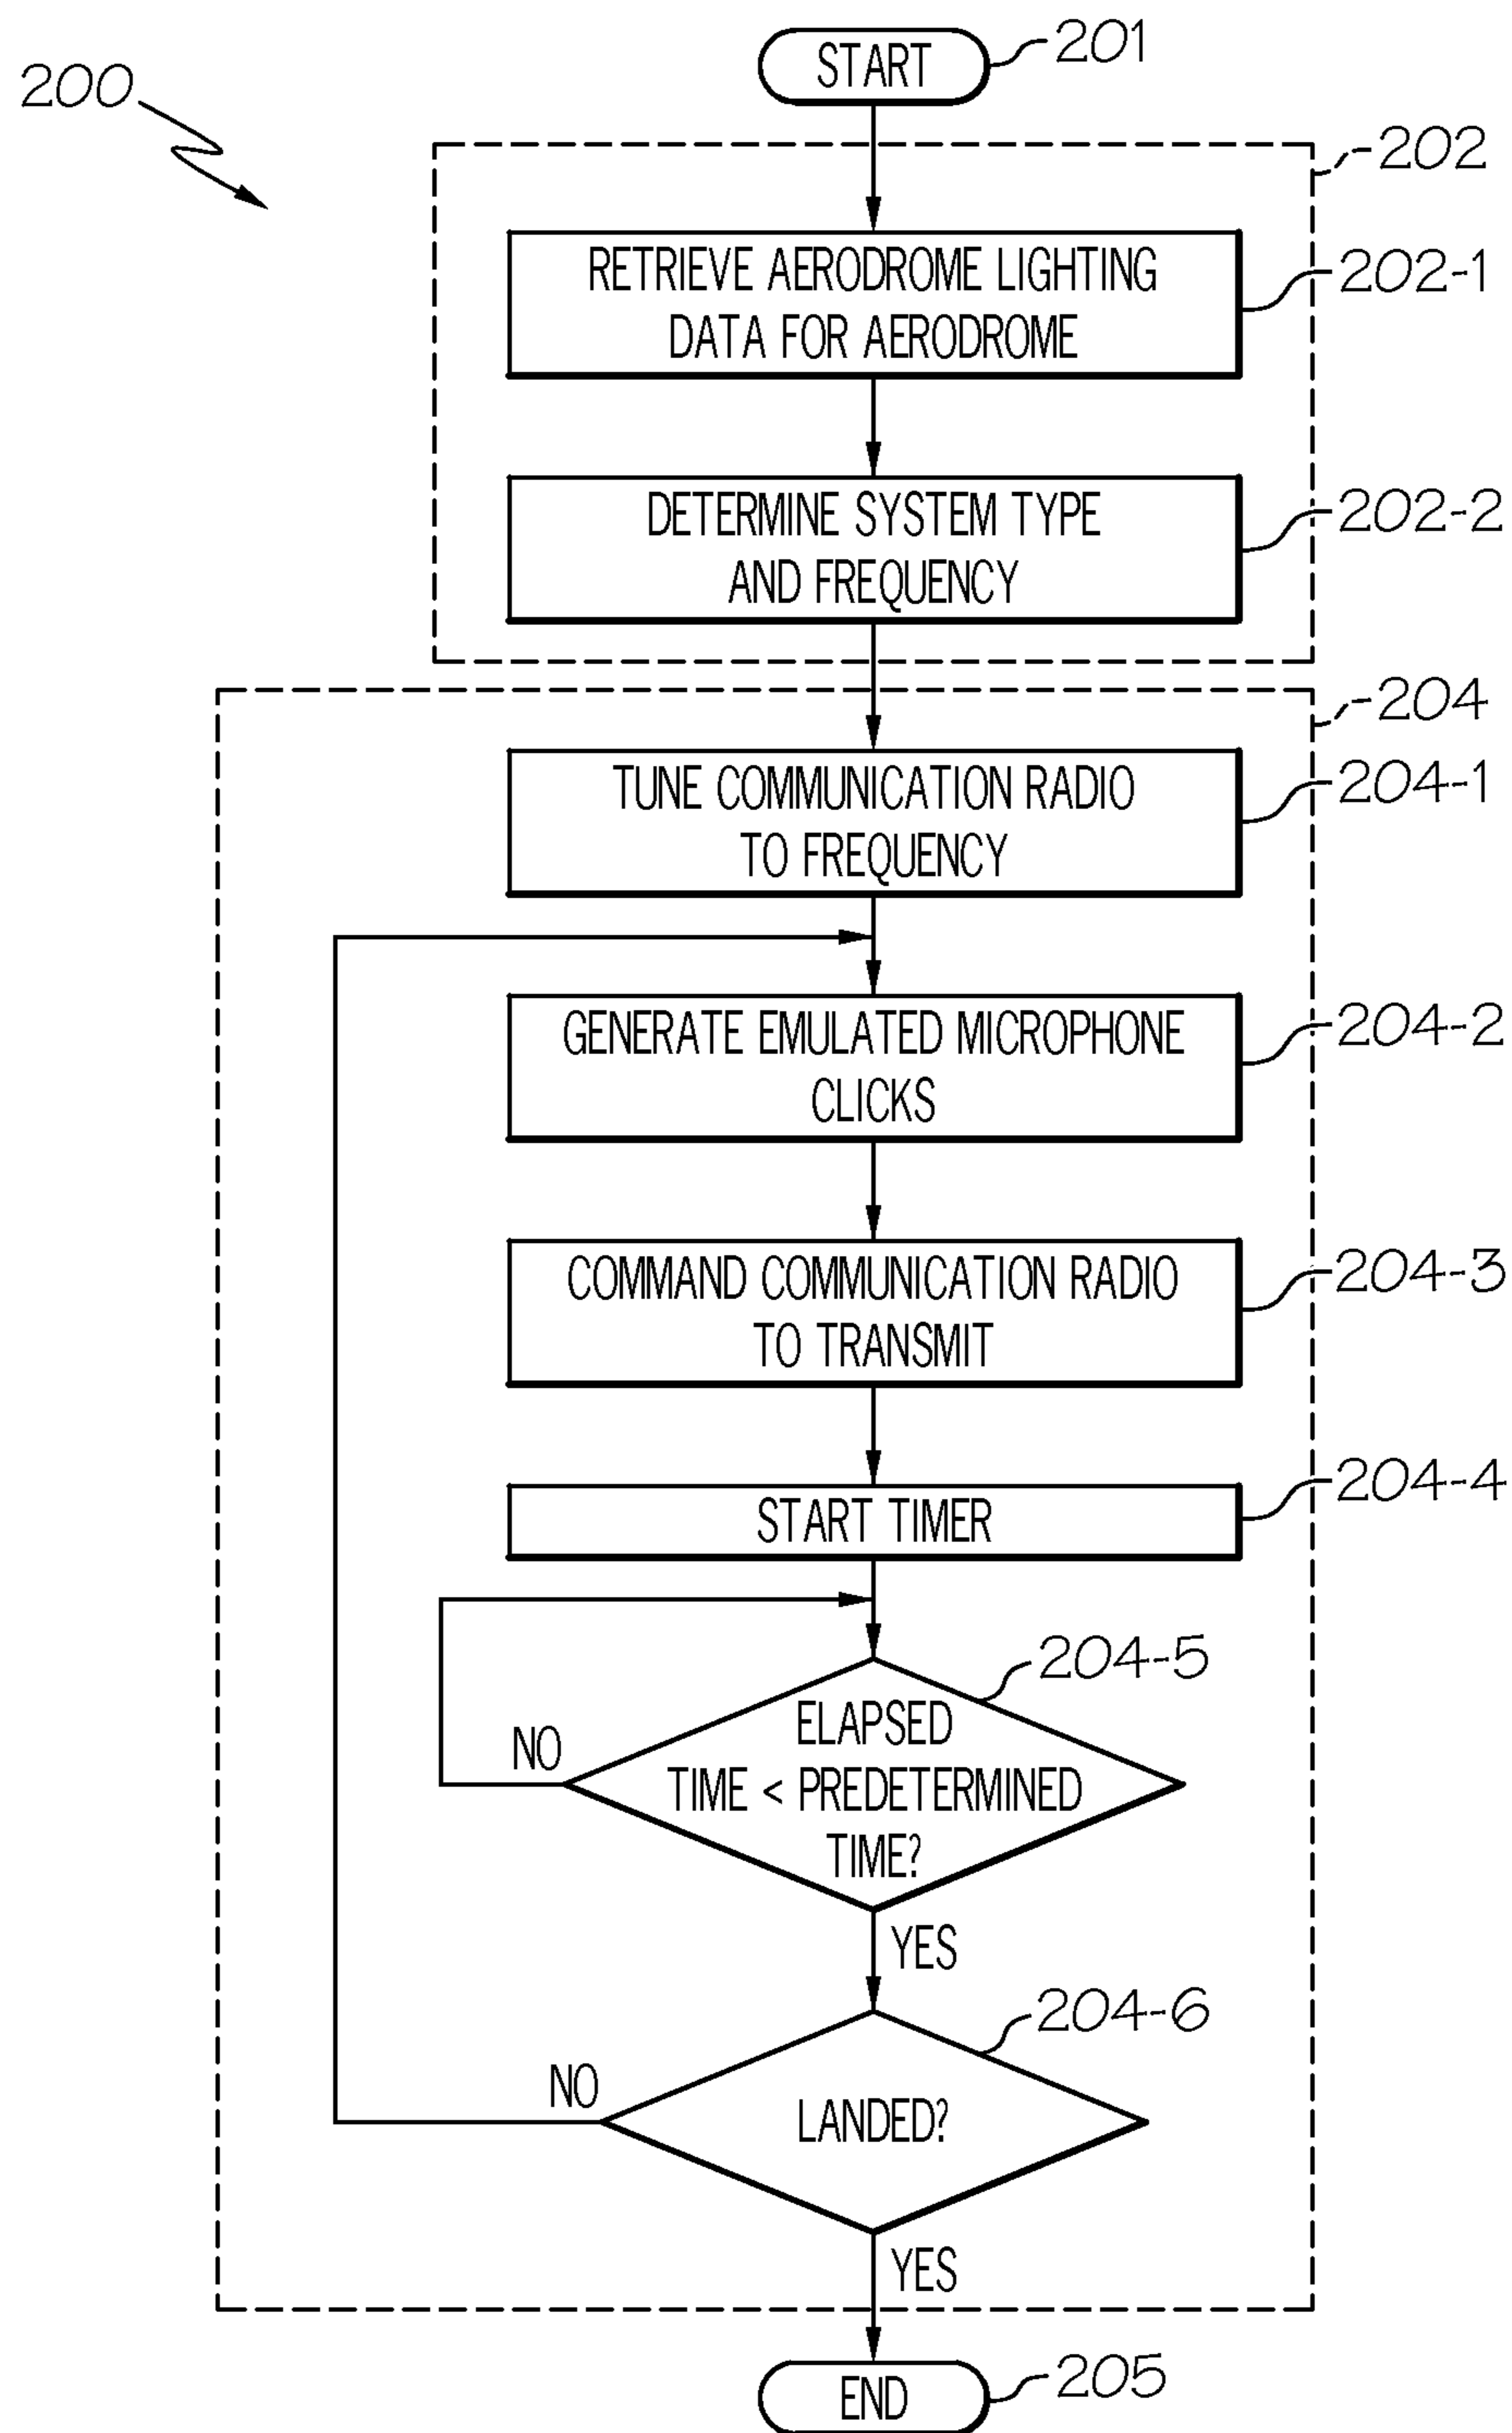 START
201
200
202
RETRIEVE AERODROME LIGHTING
DATA FOR AERODROME
202-1
DETERMINE SYSTEM TYPE
AND FREQUENCY
202-2
204
TUNE COMMUNICATION RADIO
TO FREQUENCY
204-1
GENERATE EMULATED MICROPHONE
CLICKS
204-2
COMMAND COMMUNICATION RADIO
TO TRANSMIT
204-3
START TIMER
204-4
204-5
ELAPSED
TIME < PREDETERMINED
TIME?
NO
YES
204-6
LANDED?
NO
YES
END
205